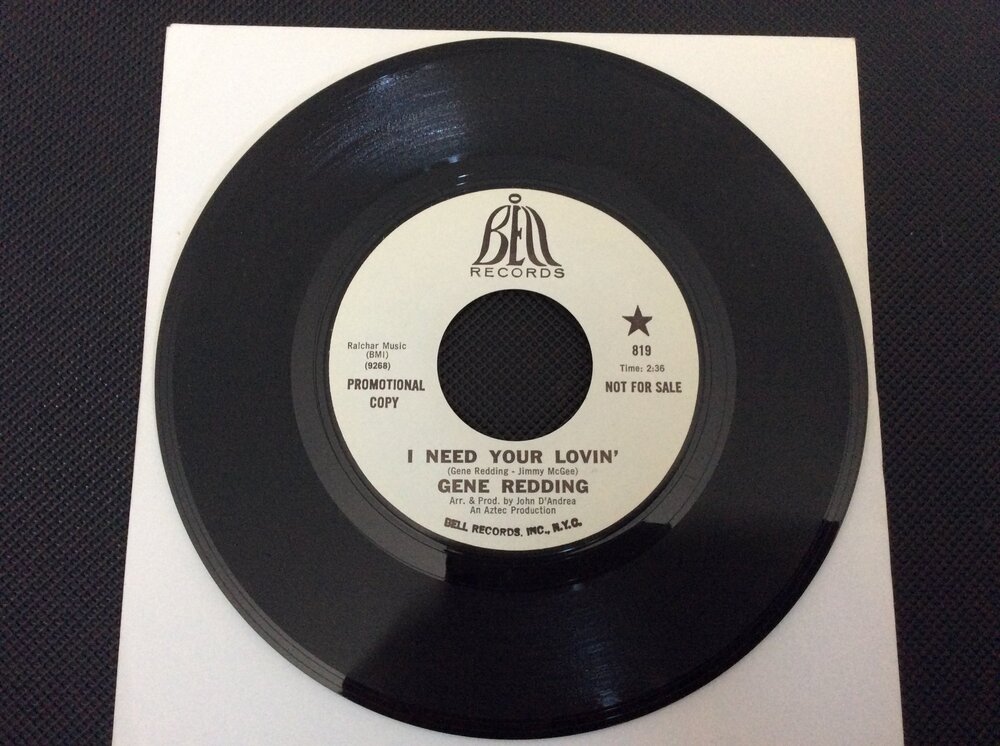 BELL
RECORDS
Ralchar Music
(BMI)
(9268)
PROMOTIONAL
COPY
819
Time: 2:36
NOT FOR SALE
I NEED YOUR LOVIN'
(Gene Redding - Jimmy McGee)
GENE REDDING
Arr. & Prod. by John D'Andrea
An Aztec Production
BELL RECORDS, INC., N.Y.C.